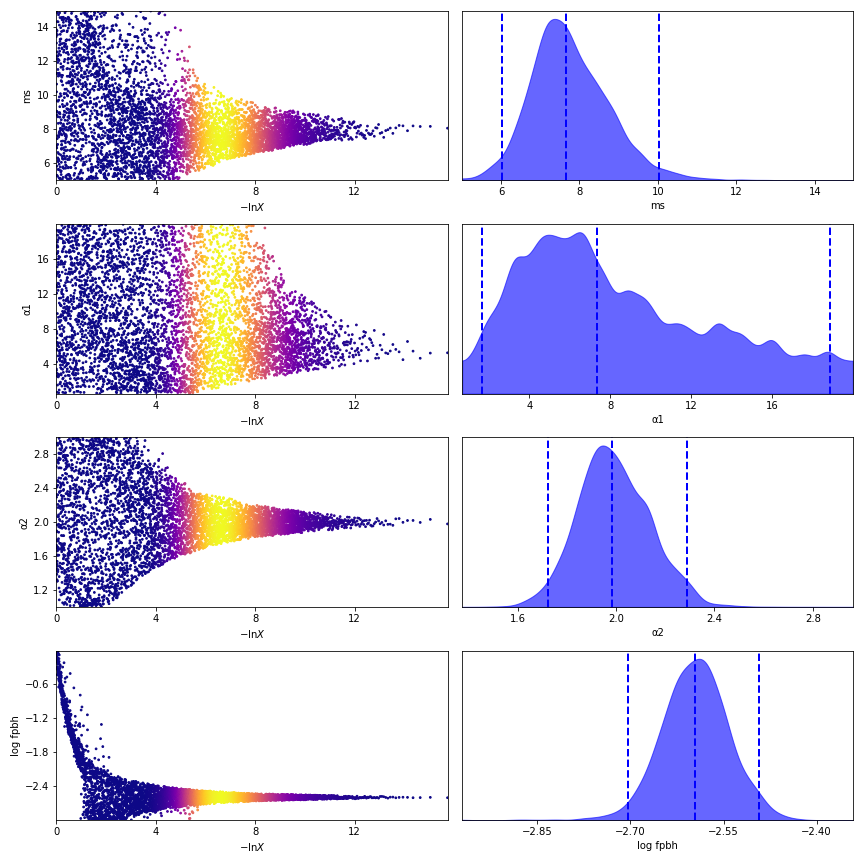 14
12
10
8
6
ms
0 4 8 12
−lnX
6 8 10 12 14
ms
16
12
8
4
α1
0 4 8 12
−lnX
4 8 12 16
α1
2.8
2.4
2.0
1.6
1.2
α2
0 4 8 12
−lnX
1.6 2.0 2.4 2.8
α2
−0.6
−1.2
−1.8
−2.4
log fpbh
0 4 8 12
−lnX
−2.85 −2.70 −2.55 −2.40
log fpbh